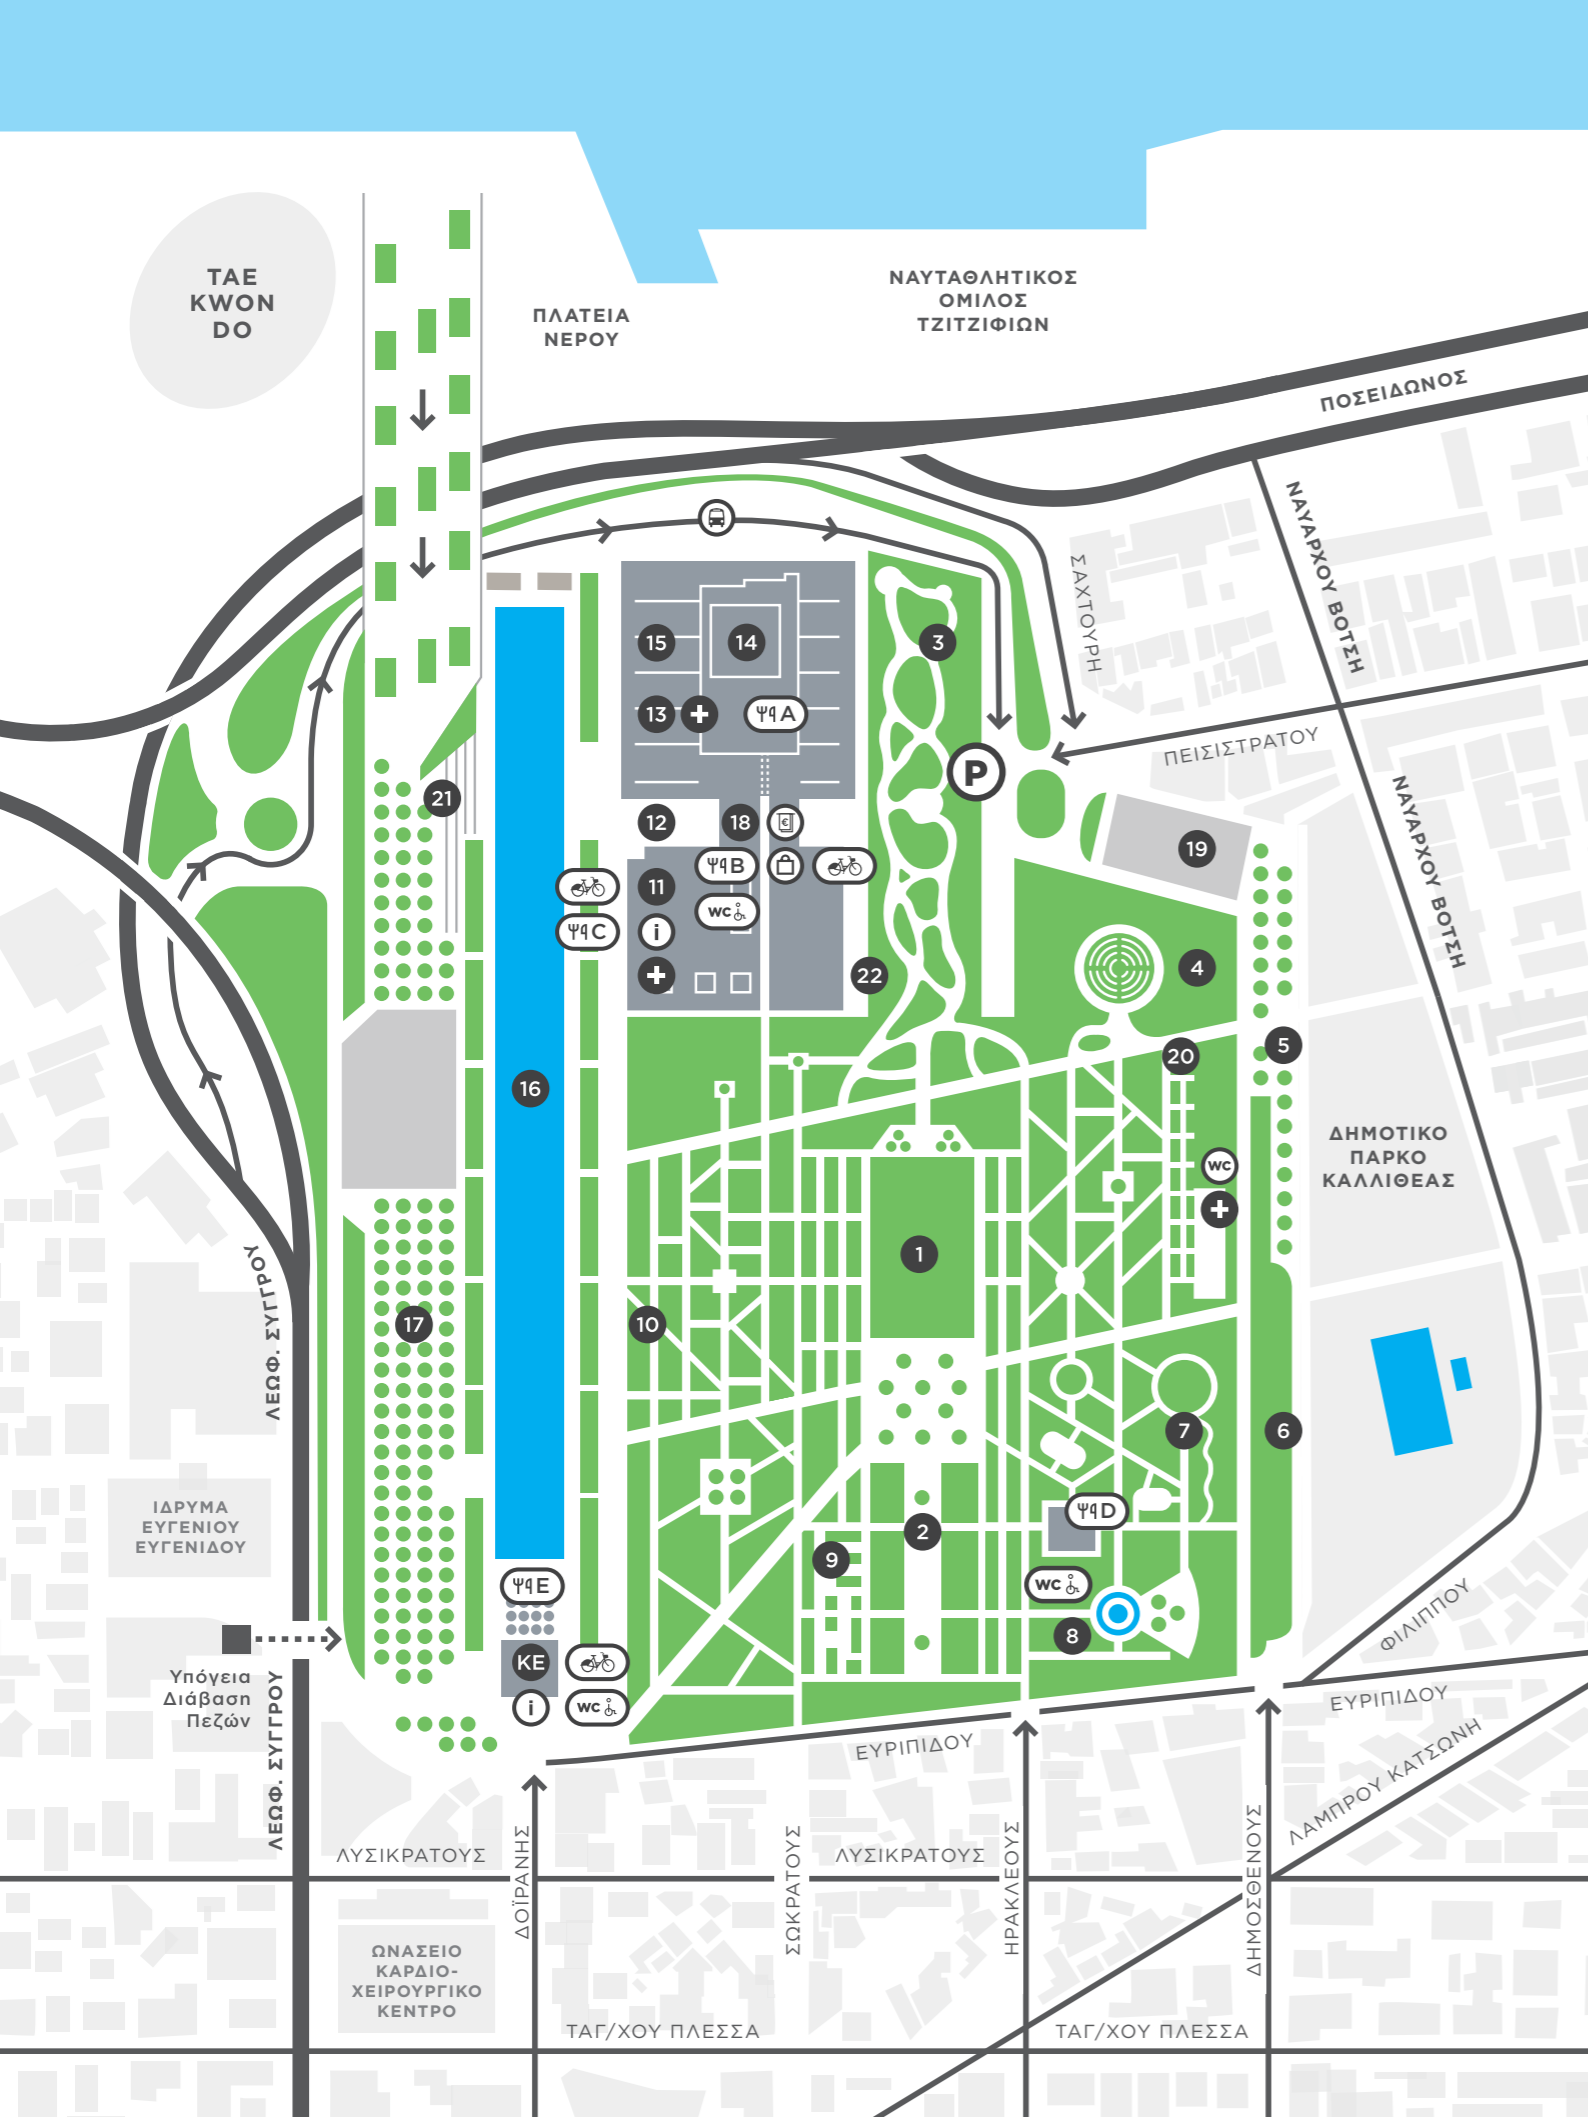 TAE
KWON
DO
ΠΛΑΤΕΙΑ
ΝΕΡΟΥ
ΝΑΥΤΑΘΛΗΤΙΚΟΣ
ΟΜΙΛΟΣ
ΤΖΙΤΖΙΦΙΩΝ
ΠΟΣΕΙΔΩΝΟΣ
ΝΑΥΑΡΧΟΥ ΒΟΤΣΗ
ΣΑΧΤΟΥΡΗ
15
14
3
13
A
ΠΕΙΣΙΣΤΡΑΤΟΥ
P
21
12
18
€
19
ΝΑΥΑΡΧΟΥ ΒΟΤΣΗ
B
11
WC
C
i
22
4
5
20
16
ΔΗΜΟΤΙΚΟ
ΠΑΡΚΟ
ΚΑΛΛΙΘΕΑΣ
WC
1
ΛΕΩΦ. ΣΥΓΓΡΟΥ
17
10
7
6
ΙΔΡΥΜΑ
ΕΥΓΕΝΙΟΥ
ΕΥΓΕΝΙΔΟΥ
D
2
9
E
WC
8
ΦΙΛΙΠΠΟΥ
KE
Υπόγεια
Διάβαση
Πεζών
i
WC
ΛΕΩΦ. ΣΥΓΓΡΟΥ
ΕΥΡΙΠΙΔΟΥ
ΕΥΡΙΠΙΔΟΥ
ΛΑΜΠΡΟΥ ΚΑΤΣΩΝΗ
ΛΥΣΙΚΡΑΤΟΥΣ
ΔΟΪΡΑΝΗΣ
ΣΩΚΡΑΤΟΥΣ
ΛΥΣΙΚΡΑΤΟΥΣ
ΗΡΑΚΛΕΟΥΣ
ΔΗΜΟΣΘΕΝΟΥΣ
ΩΝΑΣΕΙΟ
ΚΑΡΔΙΟ-
ΧΕΙΡΟΥΡΓΙΚΟ
ΚΕΝΤΡΟ
ΤΑΓ/ΧΟΥ ΠΛΕΣΣΑ
ΤΑΓ/ΧΟΥ ΠΛΕΣΣΑ